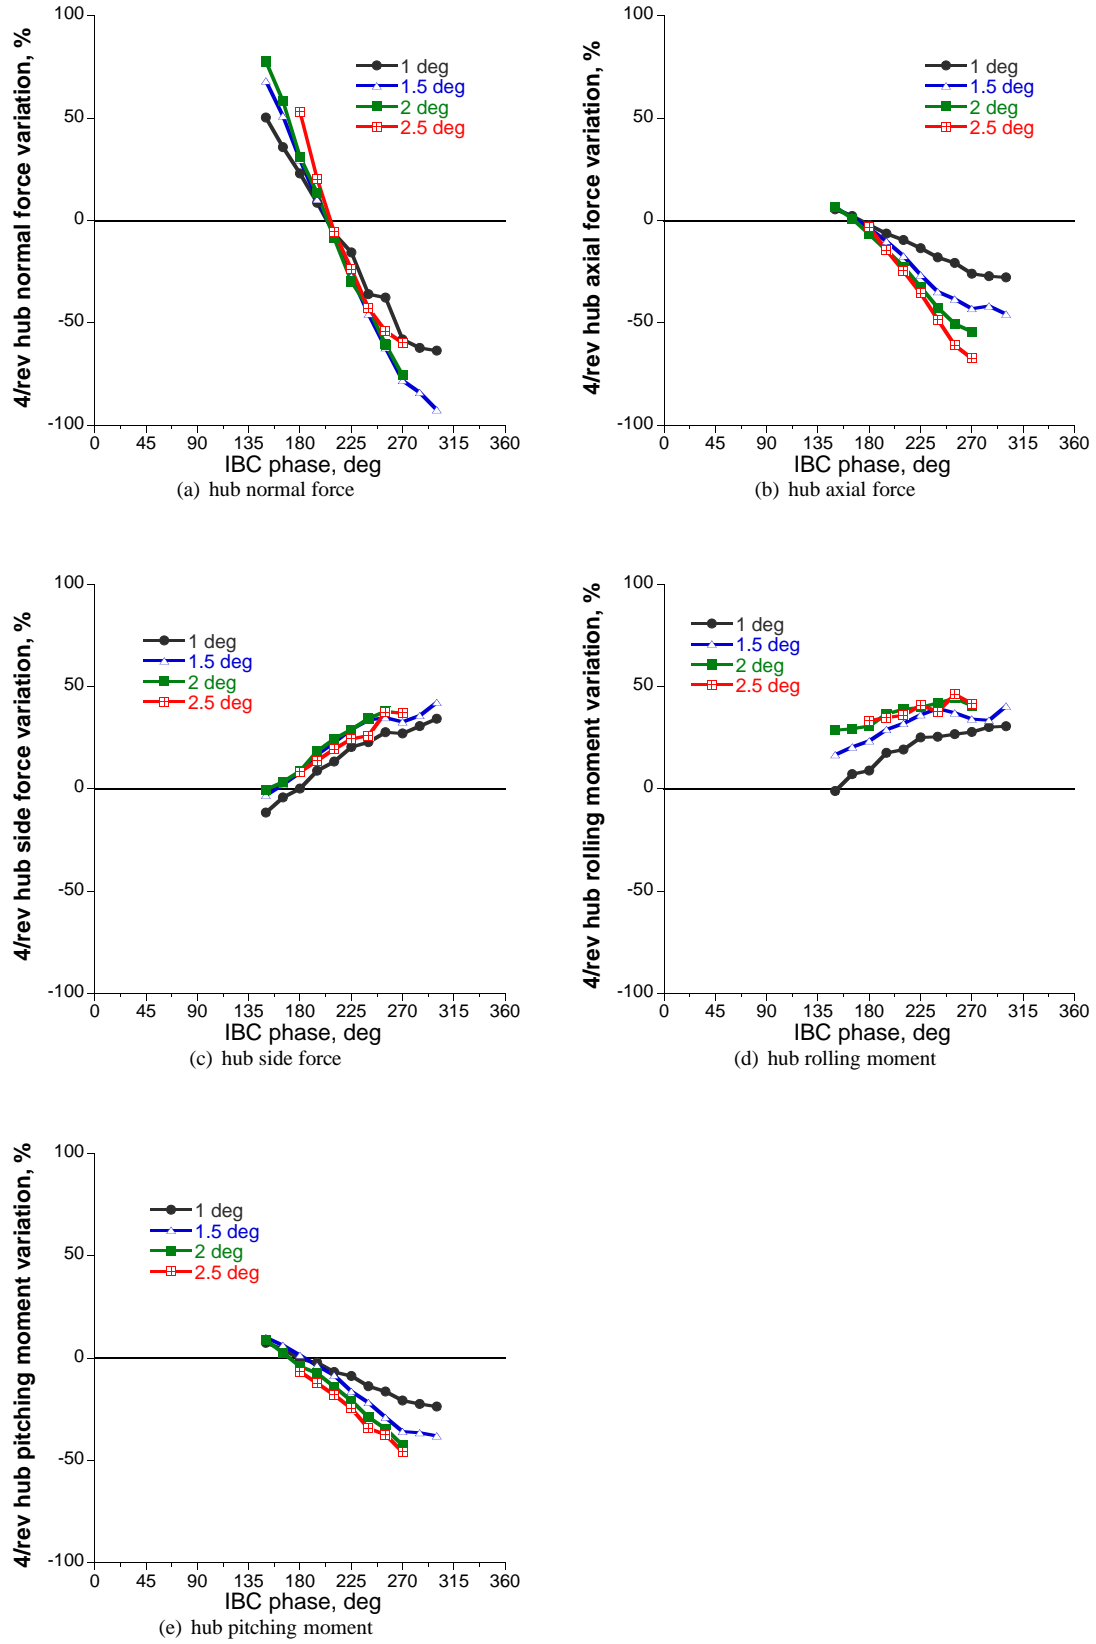 4/rev hub normal force variation, %
100
50
0
-50
-100
1 deg
1.5 deg
2 deg
2.5 deg
0 45 90 135 180 225 270 315 360
IBC phase, deg
(a) hub normal force
4/rev hub axial force variation, %
100
50
0
-50
-100
1 deg
1.5 deg
2 deg
2.5 deg
0 45 90 135 180 225 270 315 360
IBC phase, deg
(b) hub axial force
4/rev hub side force variation, %
100
50
0
-50
-100
1 deg
1.5 deg
2 deg
2.5 deg
0 45 90 135 180 225 270 315 360
IBC phase, deg
(c) hub side force
4/rev hub rolling moment variation, %
100
50
0
-50
-100
1 deg
1.5 deg
2 deg
2.5 deg
0 45 90 135 180 225 270 315 360
IBC phase, deg
(d) hub rolling moment
4/rev hub pitching moment variation, %
100
50
0
-50
-100
1 deg
1.5 deg
2 deg
2.5 deg
0 45 90 135 180 225 270 315 360
IBC phase, deg
(e) hub pitching moment